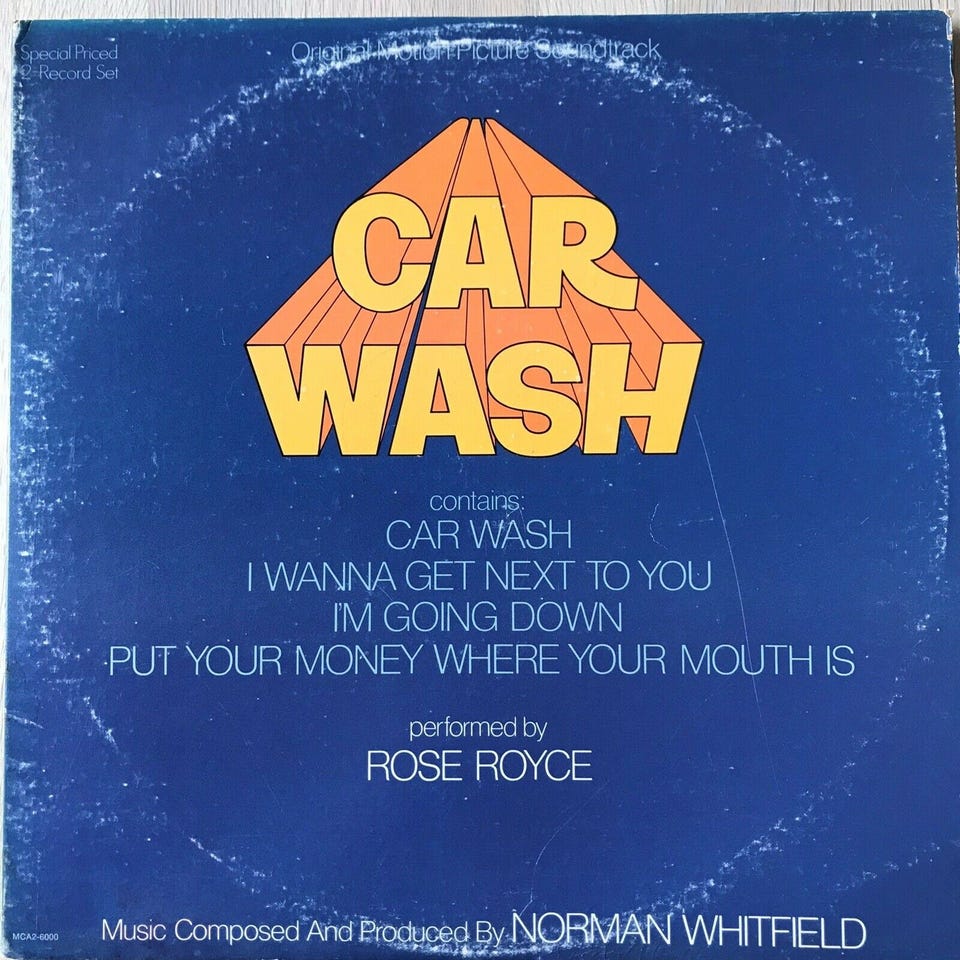 Special Priced
2-Record Set
Original Motion Picture Soundtrack
CAR
WASH
contains:
CAR WASH
I WANNA GET NEXT TO YOU
I'M GOING DOWN
PUT YOUR MONEY WHERE YOUR MOUTH IS
performed by
ROSE ROYCE
MCA2-6000
Music Composed And Produced By NORMAN WHITFIELD